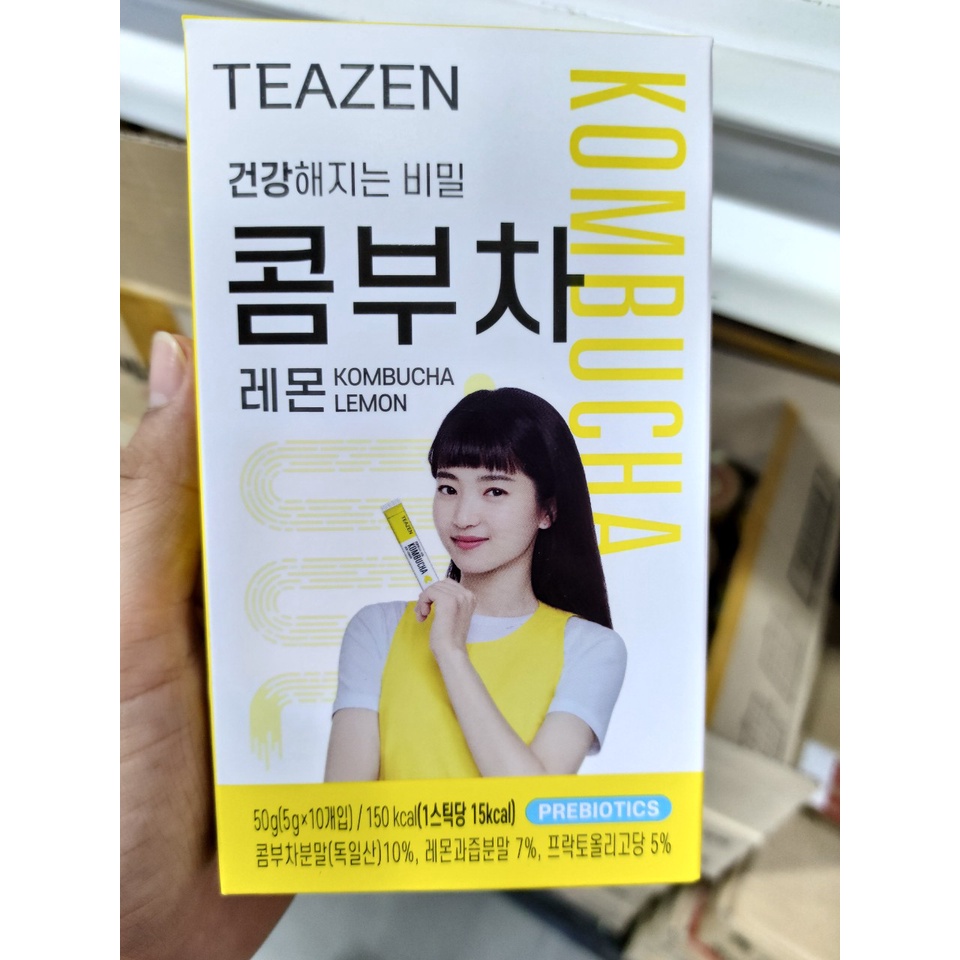 TEAZEN
건강해지는 비밀
콤부차
레몬 KOMBUCHA
LEMON
KOMBUCHA
TEAZEN
KOMBUCHA
50g(5g×10개입) / 150 kcal(1스틱당 15kcal) PREBIOTICS
콤부차분말(독일산)10%, 레몬과즙분말 7%, 프락토올리고당 5%